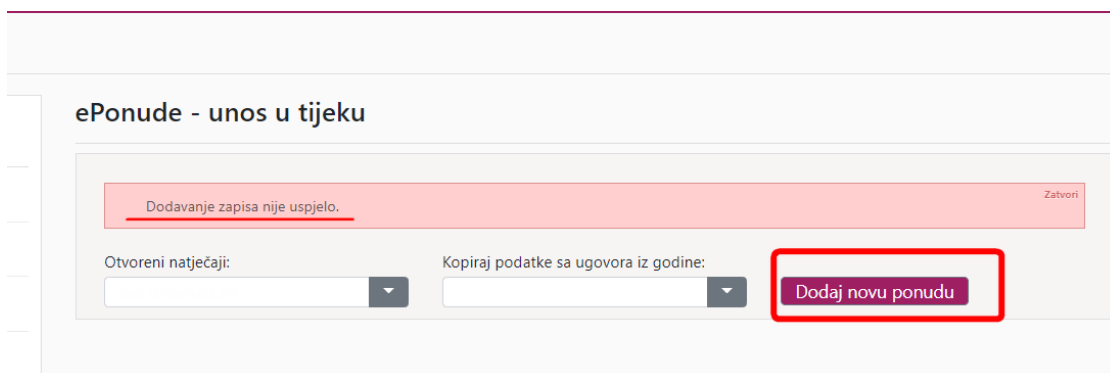 ePonude - unos u tijeku
Zatvori
Dodavanje zapisa nije uspjelo.
Otvoreni natječaji:
Kopiraj podatke sa ugovora iz godine:
Dodaj novu ponudu